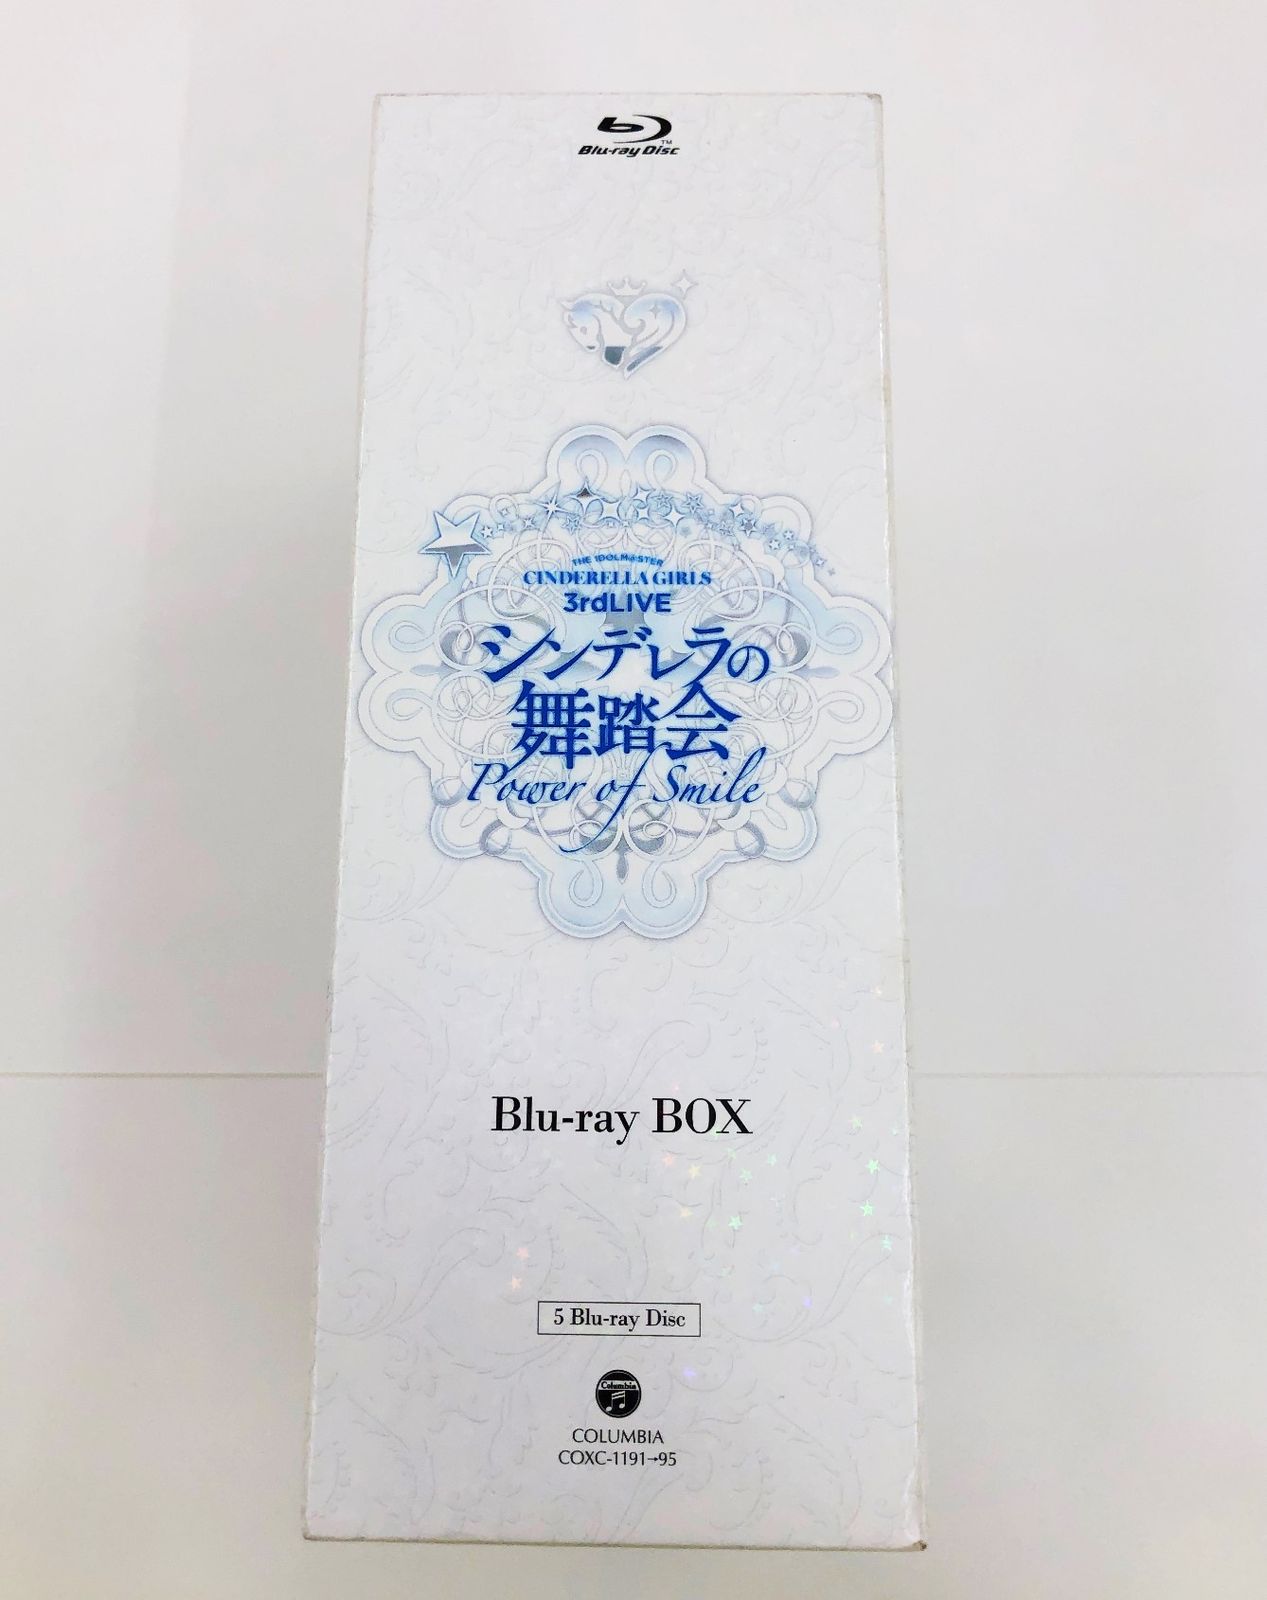 Blu-ray Disc™
THE IDOLM@STER
CINDERELLA GIRLS
3rdLIVE
シンデレラの
舞踏会
Power of Smile
Blu-ray BOX
5 Blu-ray Disc
Columbia
COLUMBIA
COXC-1191→95